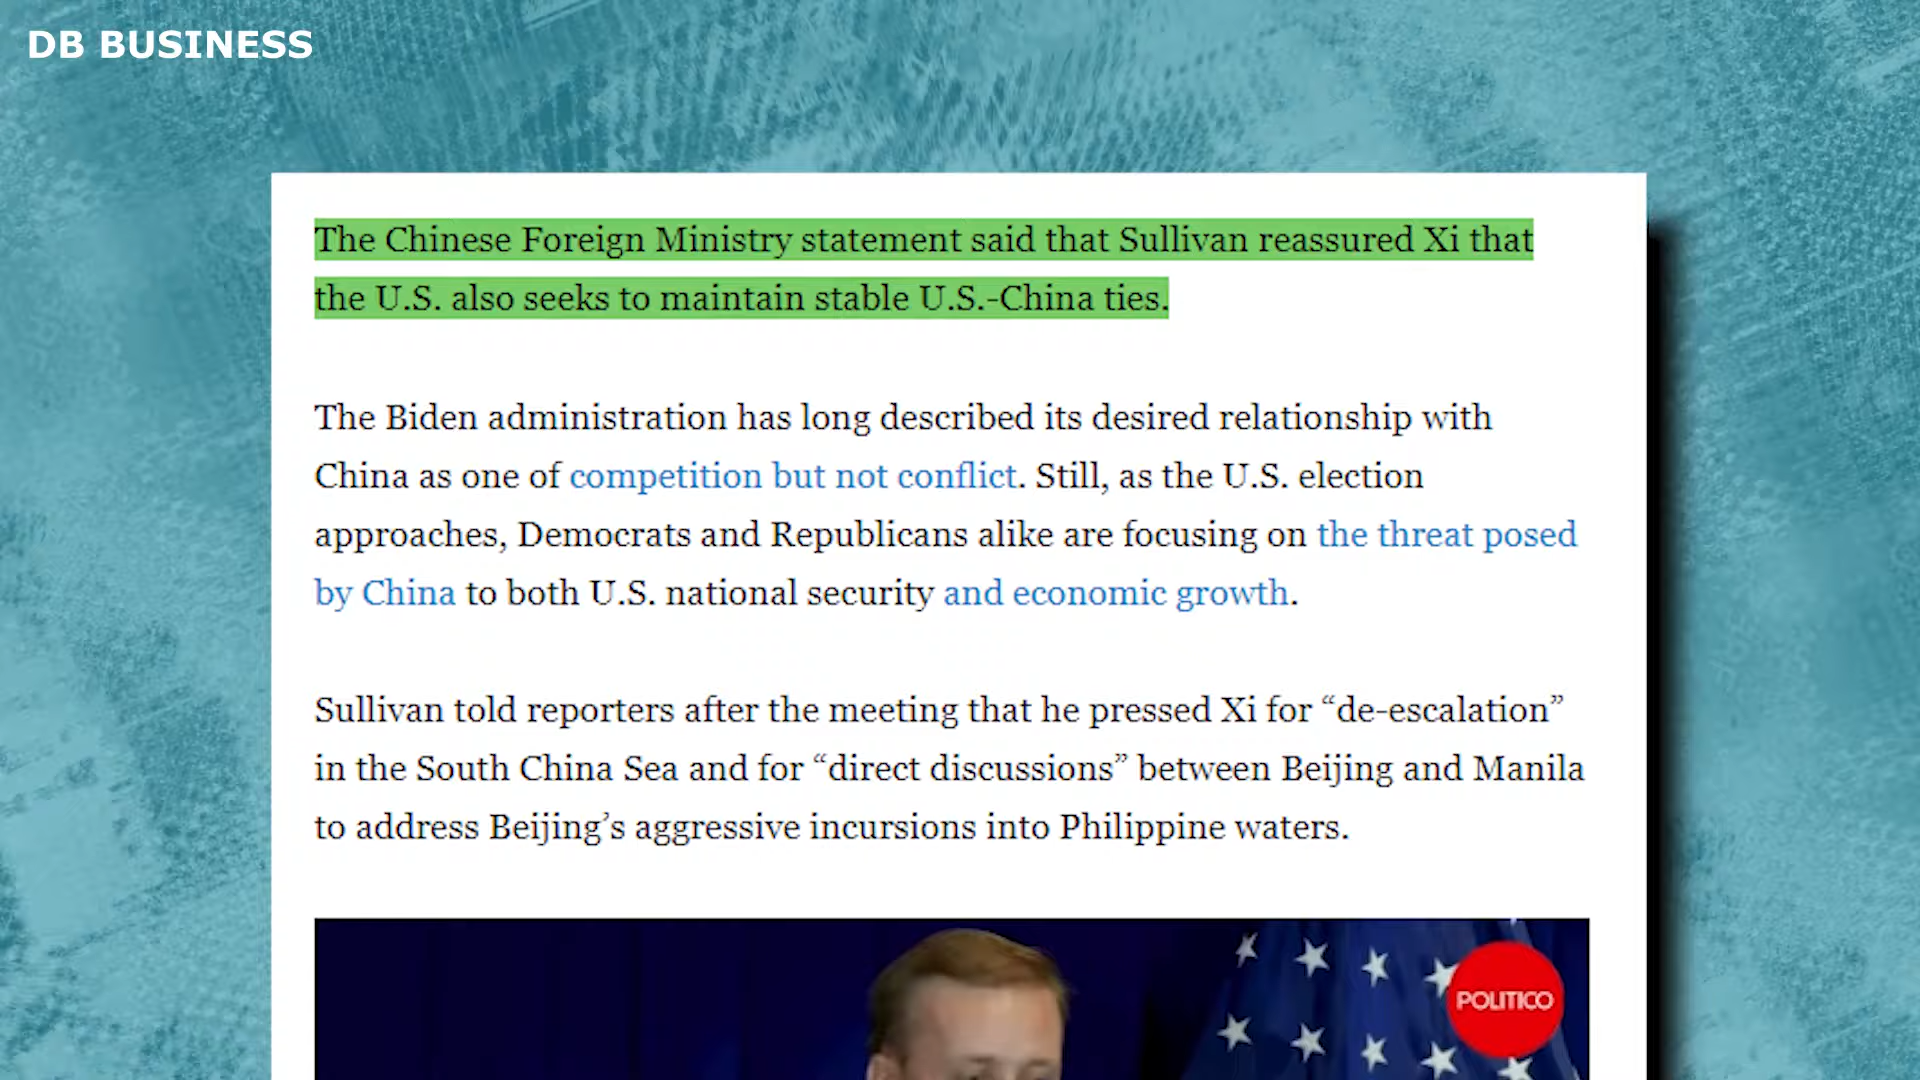 DB BUSINESS
The Chinese Foreign Ministry statement said that Sullivan reassured Xi that
the U.S. also seeks to maintain stable U.S.-China ties.
The Biden administration has long described its desired relationship with
China as one of competition but not conflict. Still, as the U.S. election
approaches, Democrats and Republicans alike are focusing on the threat posed
by China to both U.S. national security and economic growth.
Sullivan told reporters after the meeting that he pressed Xi for “de-escalation”
in the South China Sea and for “direct discussions” between Beijing and Manila
to address Beijing’s aggressive incursions into Philippine waters.
POLITICO